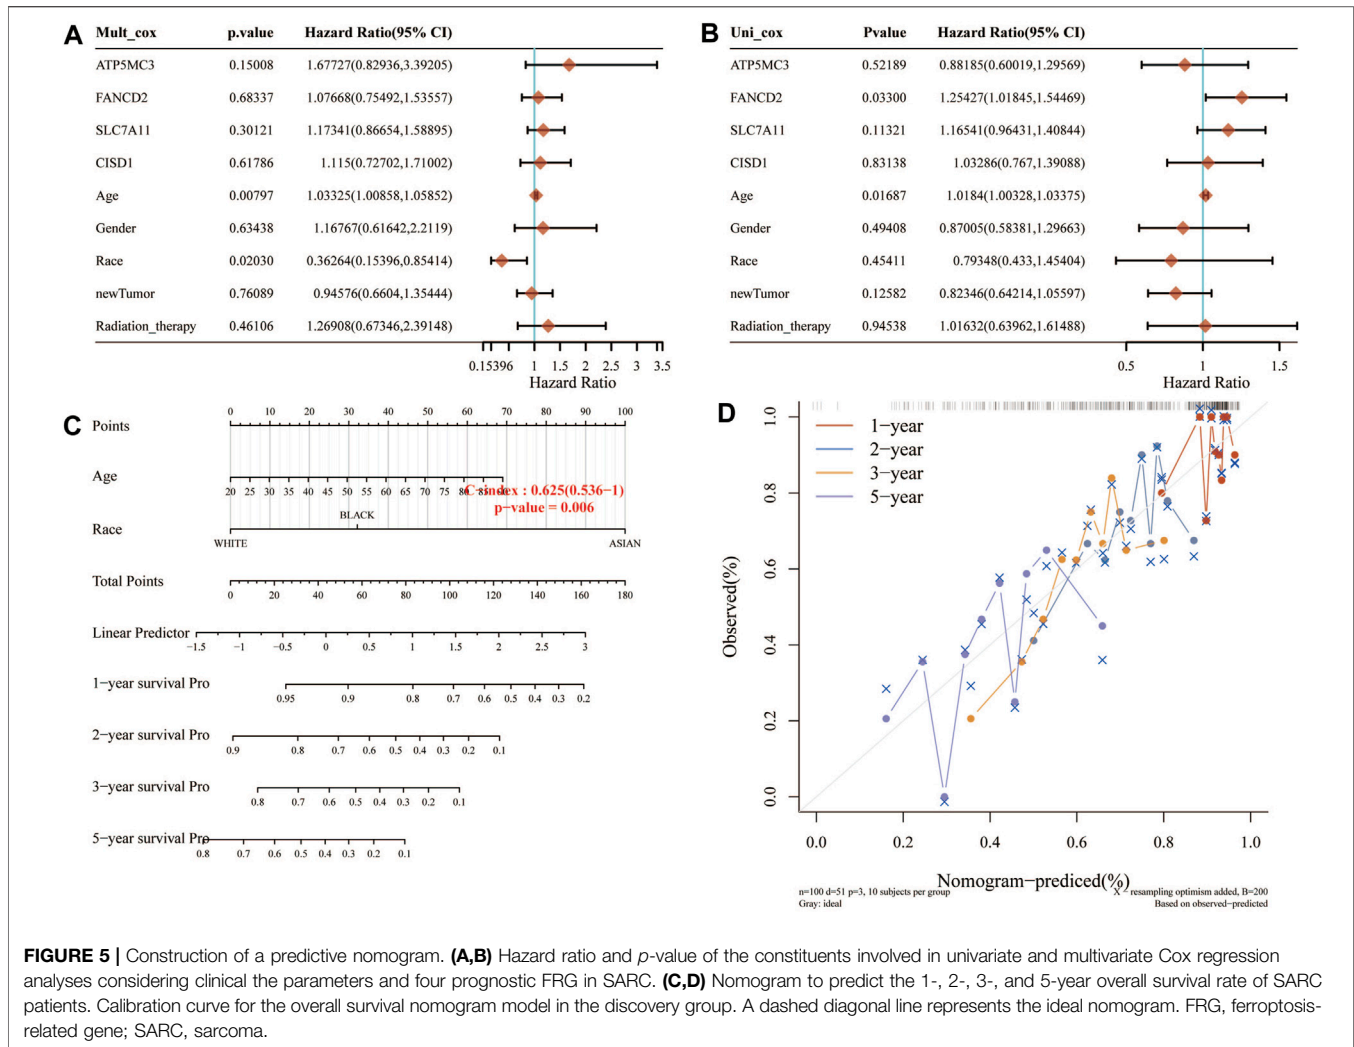 A Mult_cox p.value Hazard Ratio(95% CI)
ATP5MC3 0.15008 1.67727(0.82936,3.39205)
FANCD2 0.68337 1.07668(0.75492,1.53557)
SLC7A11 0.30121 1.17341(0.86654,1.58895)
CISD1 0.61786 1.115(0.72702,1.71002)
Age 0.00797 1.03325(1.00858,1.05852)
Gender 0.63438 1.16767(0.61642,2.2119)
Race 0.02030 0.36264(0.15396,0.85414)
newTumor 0.76089 0.94576(0.6604,1.35444)
Radiation_therapy 0.46106 1.26908(0.67346,2.39148)
0.15396 1 1.5 2 2.5 3 3.5
Hazard Ratio
B Uni_cox Pvalue Hazard Ratio(95% CI)
ATP5MC3 0.52189 0.88185(0.60019,1.29569)
FANCD2 0.03300 1.25427(1.01845,1.54469)
SLC7A11 0.11321 1.16541(0.96431,1.40844)
CISD1 0.83138 1.03286(0.767,1.39088)
Age 0.01687 1.0184(1.00328,1.03375)
Gender 0.49408 0.87005(0.58381,1.29663)
Race 0.45411 0.79348(0.433,1.45404)
newTumor 0.12582 0.82346(0.64214,1.05597)
Radiation_therapy 0.94538 1.01632(0.63962,1.61488)
0.5 1 1.5
Hazard Ratio
C
0 10 20 30 40 50 60 70 80 90 100
Points
Age
20 25 30 35 40 45 50 55 60 65 70 75 80 85 90
C-index : 0.625(0.536-1)
p-value = 0.006
BLACK
Race
WHITE ASIAN
Total Points
0 20 40 60 80 100 120 140 160 180
Linear Predictor
-1.5 -1 -0.5 0 0.5 1 1.5 2 2.5 3
1-year survival Pro
0.95 0.9 0.8 0.7 0.6 0.5 0.4 0.3 0.2
2-year survival Pro
0.9 0.8 0.7 0.6 0.5 0.4 0.3 0.2 0.1
3-year survival Pro
0.8 0.7 0.6 0.5 0.4 0.3 0.2 0.1
5-year survival Pro
0.8 0.7 0.6 0.5 0.4 0.3 0.2 0.1
D
1-year
2-year
3-year
5-year
Observed(%)
1.0
0.8
0.6
0.4
0.2
0.0
0.0 0.2 0.4 0.6 0.8 1.0
Nomogram-prediced(%)
n=100 d=51 p=3, 10 subjects per group
Gray: ideal
X - resampling optimism added, B=200
Based on observed-predicted
FIGURE 5 | Construction of a predictive nomogram. (A,B) Hazard ratio and p-value of the constituents involved in univariate and multivariate Cox regression
analyses considering clinical the parameters and four prognostic FRG in SARC. (C,D) Nomogram to predict the 1-, 2-, 3-, and 5-year overall survival rate of SARC
patients. Calibration curve for the overall survival nomogram model in the discovery group. A dashed diagonal line represents the ideal nomogram. FRG, ferroptosis-
related gene; SARC, sarcoma.